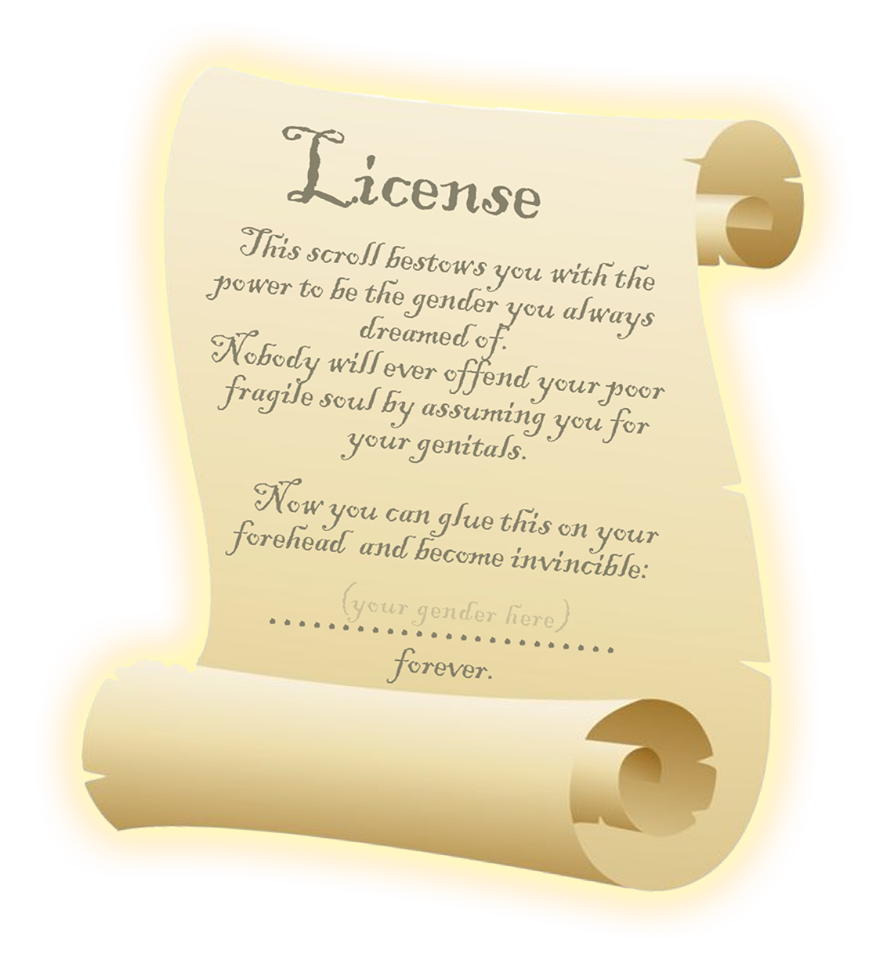 License
This scroll bestows you with the
power to be the gender you always
dreamed of.
Nobody will ever offend your poor
fragile soul by assuming you for
your genitals.
Now you can glue this on your
forehead and become invincible:
(your gender here)
........................
forever.